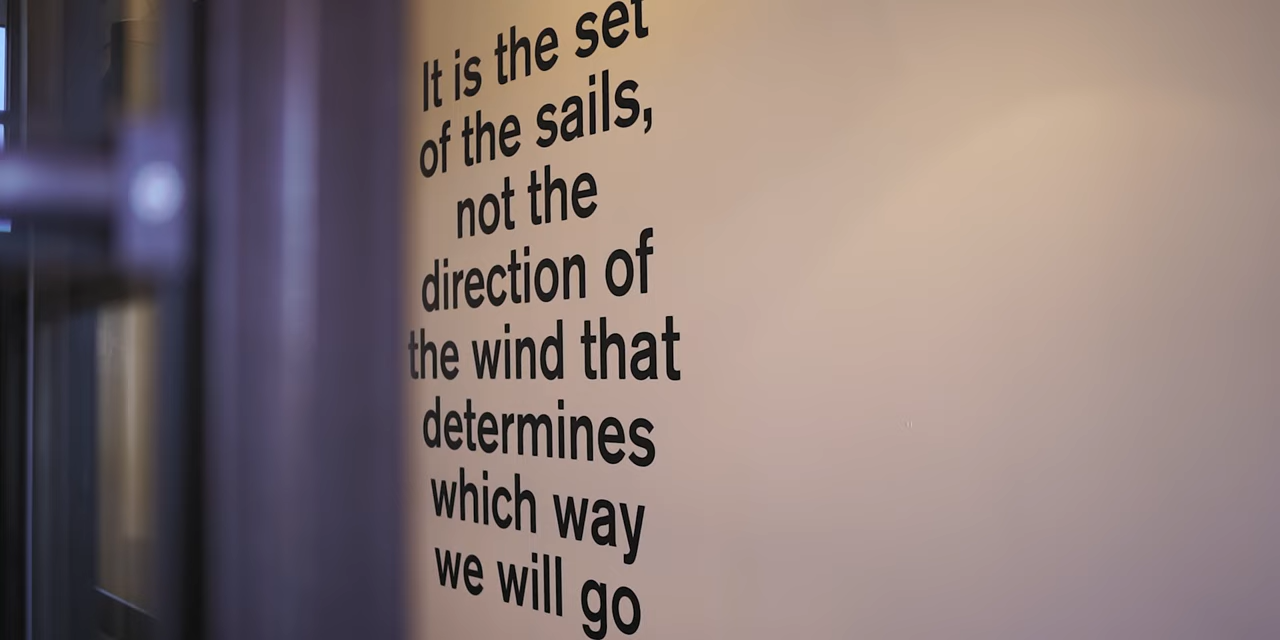 It is the set
of the sails,
not the
direction of
the wind that
determines
which way
we will go